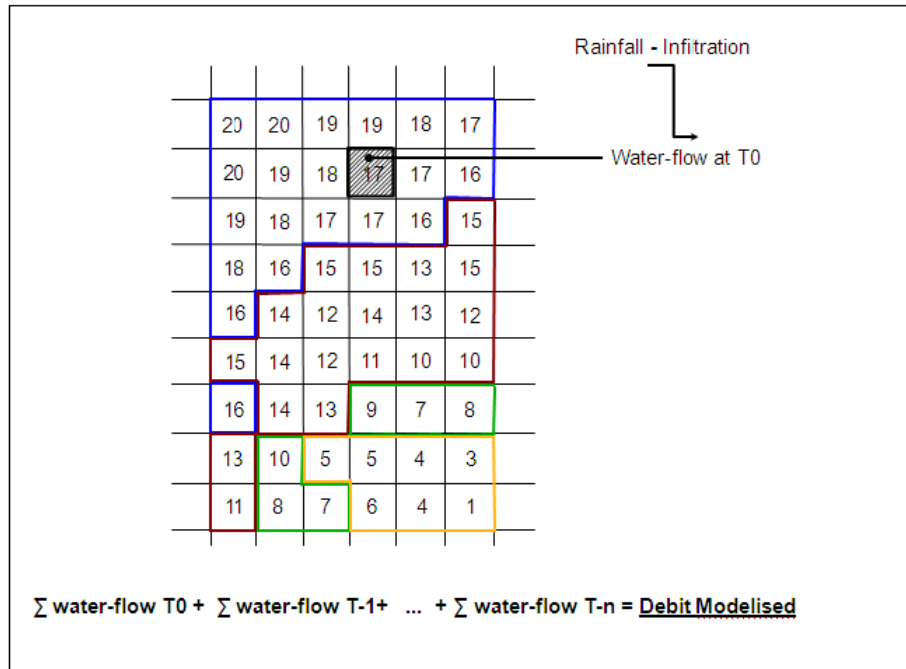 Rainfall - Infiltration
20 20 19 19 18 17
Water-flow at T0
20 19 18 17 17 16
19 18 17 17 16 15
18 16 15 15 13 15
16 14 12 14 13 12
15 14 12 11 10 10
16 14 13 9 7 8
13 10 5 5 4 3
11 8 7 6 4 1
∑ water-flow T0 + ∑ water-flow T-1+ ... + ∑ water-flow T-n = Debit Modelised